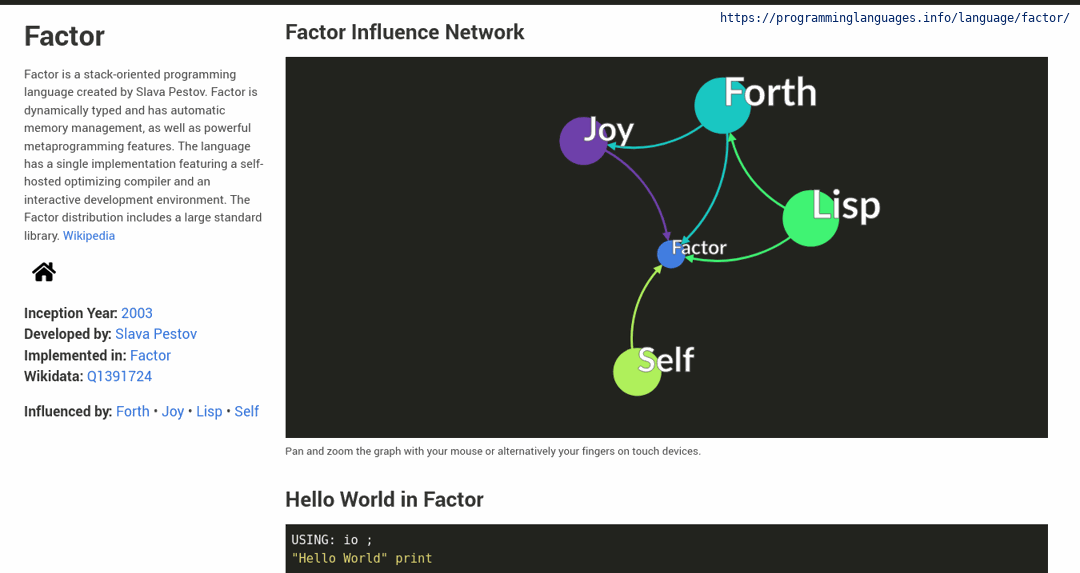 https://programminglanguages.info/language/factor/
Factor
Factor is a stack-oriented programming
language created by Slava Pestov. Factor is
dynamically typed and has automatic
memory management, as well as powerful
metaprogramming features. The language
has a single implementation featuring a self-
hosted optimizing compiler and an
interactive development environment. The
Factor distribution includes a large standard
library. Wikipedia
Inception Year: 2003
Developed by: Slava Pestov
Implemented in: Factor
Wikidata: Q1391724
Influenced by: Forth • Joy • Lisp • Self
Factor Influence Network
Forth
Joy
Lisp
Factor
Self
Pan and zoom the graph with your mouse or alternatively your fingers on touch devices.
Hello World in Factor
USING: io ;
"Hello World" print